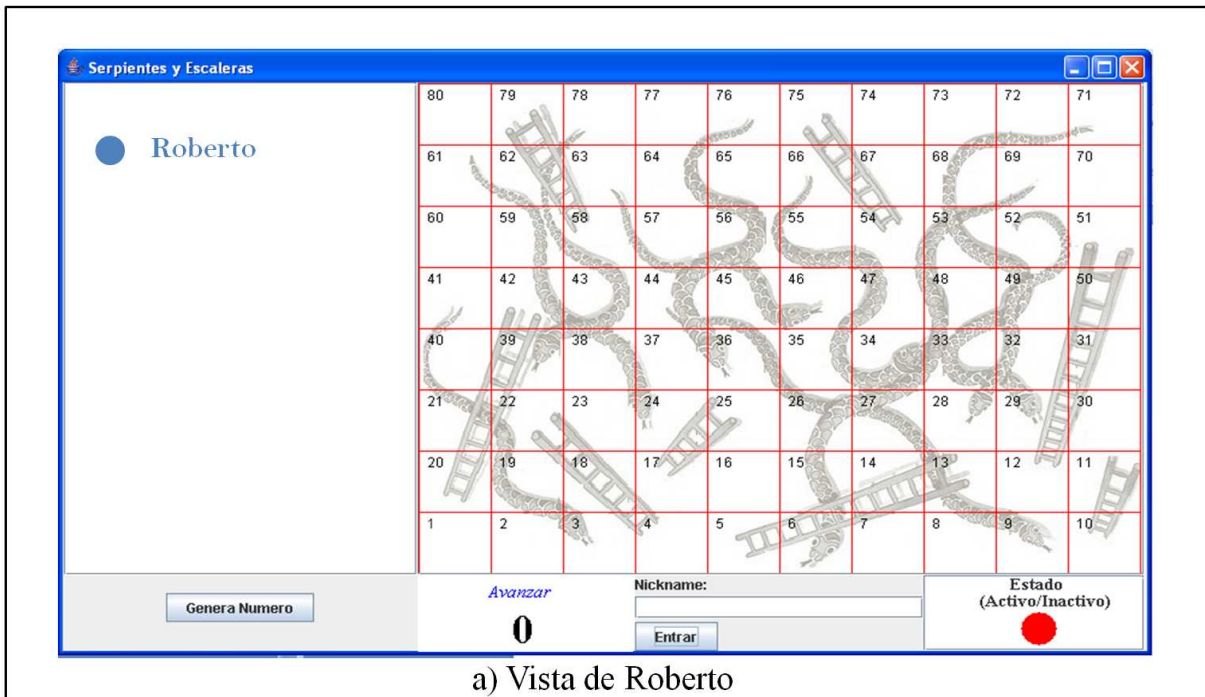 Serpientes y Escaleras
Roberto
80 79 78 77 76 75 74 73 72 71
61 62 63 64 65 66 67 68 69 70
60 59 58 57 56 55 54 53 52 51
41 42 43 44 45 46 47 48 49 50
40 39 38 37 36 35 34 33 32 31
21 22 23 24 25 26 27 28 29 30
20 19 18 17 16 15 14 13 12 11
1 2 3 4 5 6 7 8 9 10
Genera Numero
Avanzar
0
Nickname:
Entrar
Estado
(Activo/Inactivo)
a) Vista de Roberto